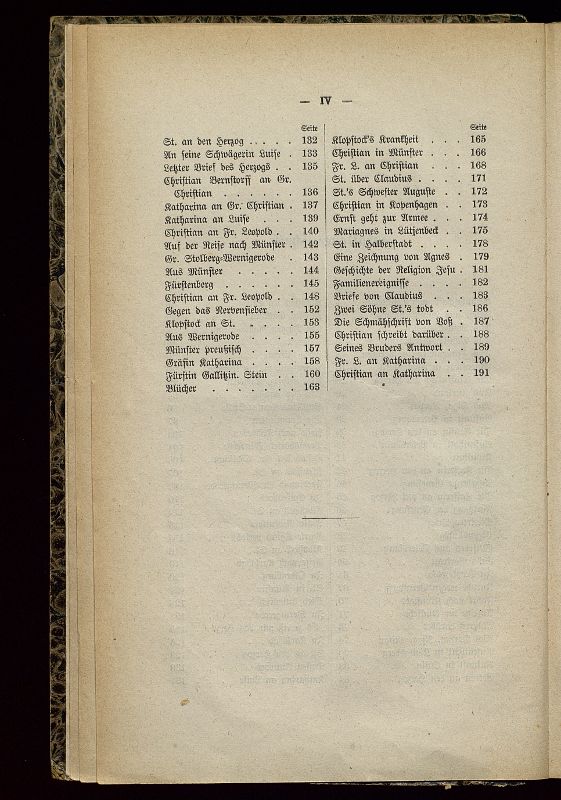 — IV —
Seite
St. an den Herzog . . . . . 132
An seine Schwägerin Luise . 133
Letzter Brief des Herzogs . . 135
Christian Bernstorff an Gr.
Christian . . . . . . . 136
Katharina an Gr. Christian . 137
Katharina an Luise . . . . 139
Christian an Fr. Leopold . . 140
Auf der Reise nach Münster . 142
Gr. Stolberg-Wernigerode . 143
Aus Münster . . . . . . 144
Fürstenberg . . . . . . 145
Christian an Fr. Leopold . . 148
Gegen das Nervenfieber . . 152
Klopstock an St. . . . . . 153
Aus Wernigerode . . . . . 155
Münster preußisch . . . . 157
Gräfin Katharina . . . . . 158
Fürstin Gallitzin. Stein . . . 160
Blücher . . . . . . . 163
Seite
Klopstock's Krankheit . . . 165
Christian in Münster . . . 166
Fr. L. an Christian . . . 168
St. über Claudius . . . . 171
St.'s Schwester Auguste . . 172
Christian in Kopenhagen . . 173
Ernst geht zur Armee . . . 174
Mariagnes in Lütjenbeck . . 175
St. in Halberstadt . . . . 178
Eine Zeichnung von Agnes . 179
Geschichte der Religion Jesu . 181
Familienereignisse . . . . 182
Briefe von Claudius . . . 183
Zwei Söhne St.'s todt . . . 186
Die Schmähschrift von Voß . 187
Christian schreibt darüber . . 188
Seines Bruders Antwort . . 189
Fr. L. an Katharina . . . 190
Christian an Katharina . . 191